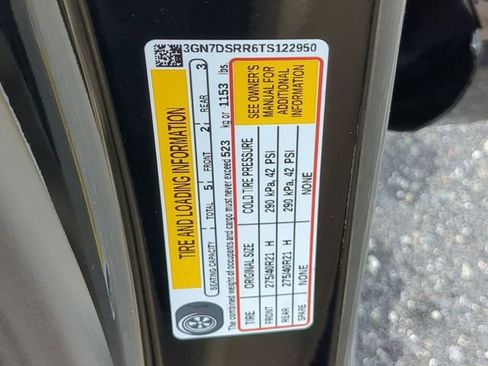 3GN7DSRR6TS122950
TIRE AND LOADING INFORMATION
SEATING CAPACITY | TOTAL 5 | FRONT 2 | REAR 3
The combined weight of occupants and cargo must never exceed 523 kg or 1153 lbs.
TIRE ORIGINAL SIZE COLD TIRE PRESSURE
FRONT 275/40R21 H 290 kPa, 42 PSI
REAR 275/40R21 H 290 kPa, 42 PSI
SPARE NONE NONE
SEE OWNER'S
MANUAL FOR
ADDITIONAL
INFORMATION